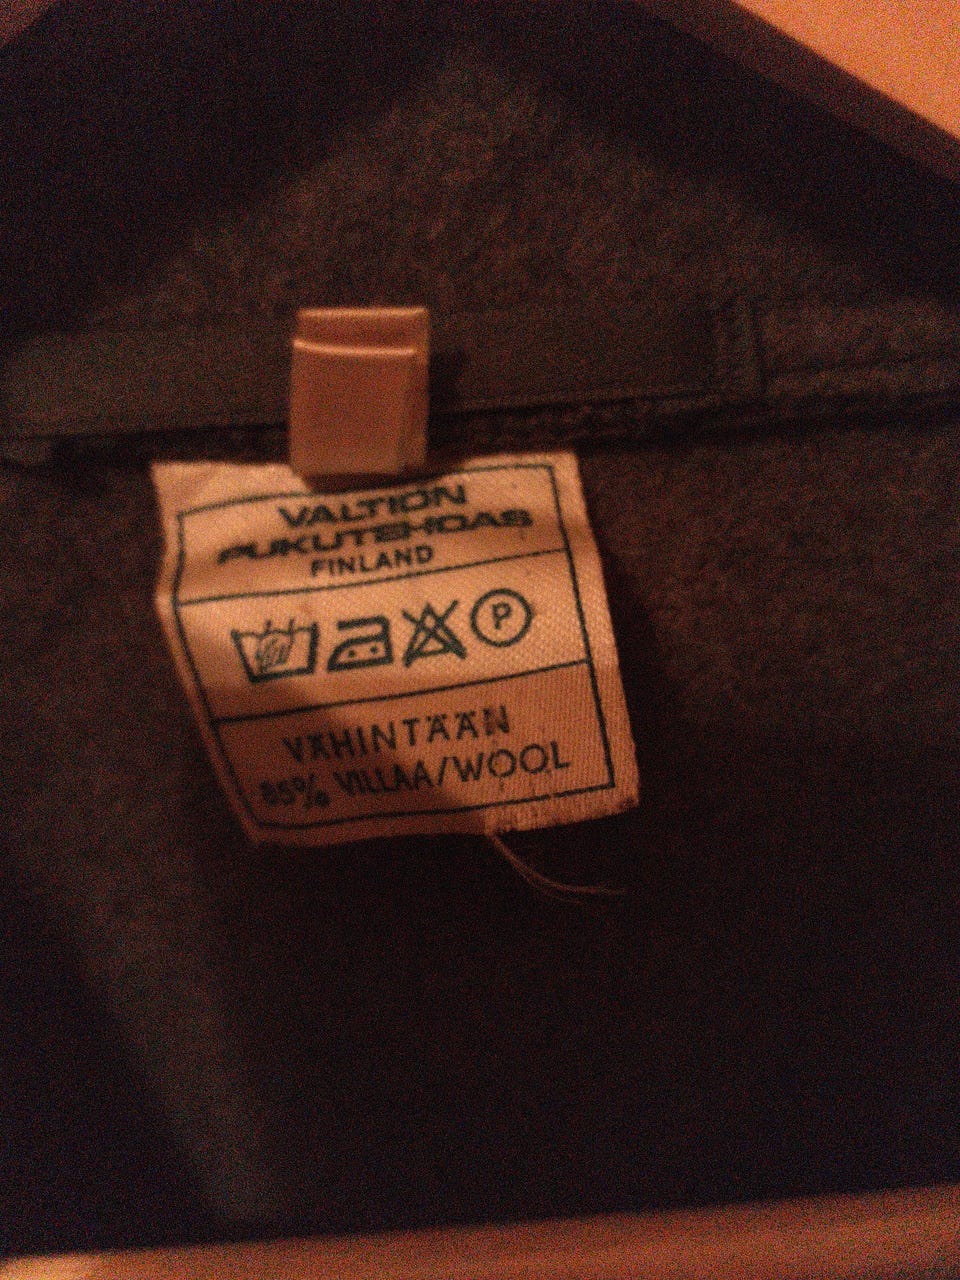 VALTION
PUKUTEHDAS
FINLAND
P
VÄHINTÄÄN
85% VILLAA/WOOL